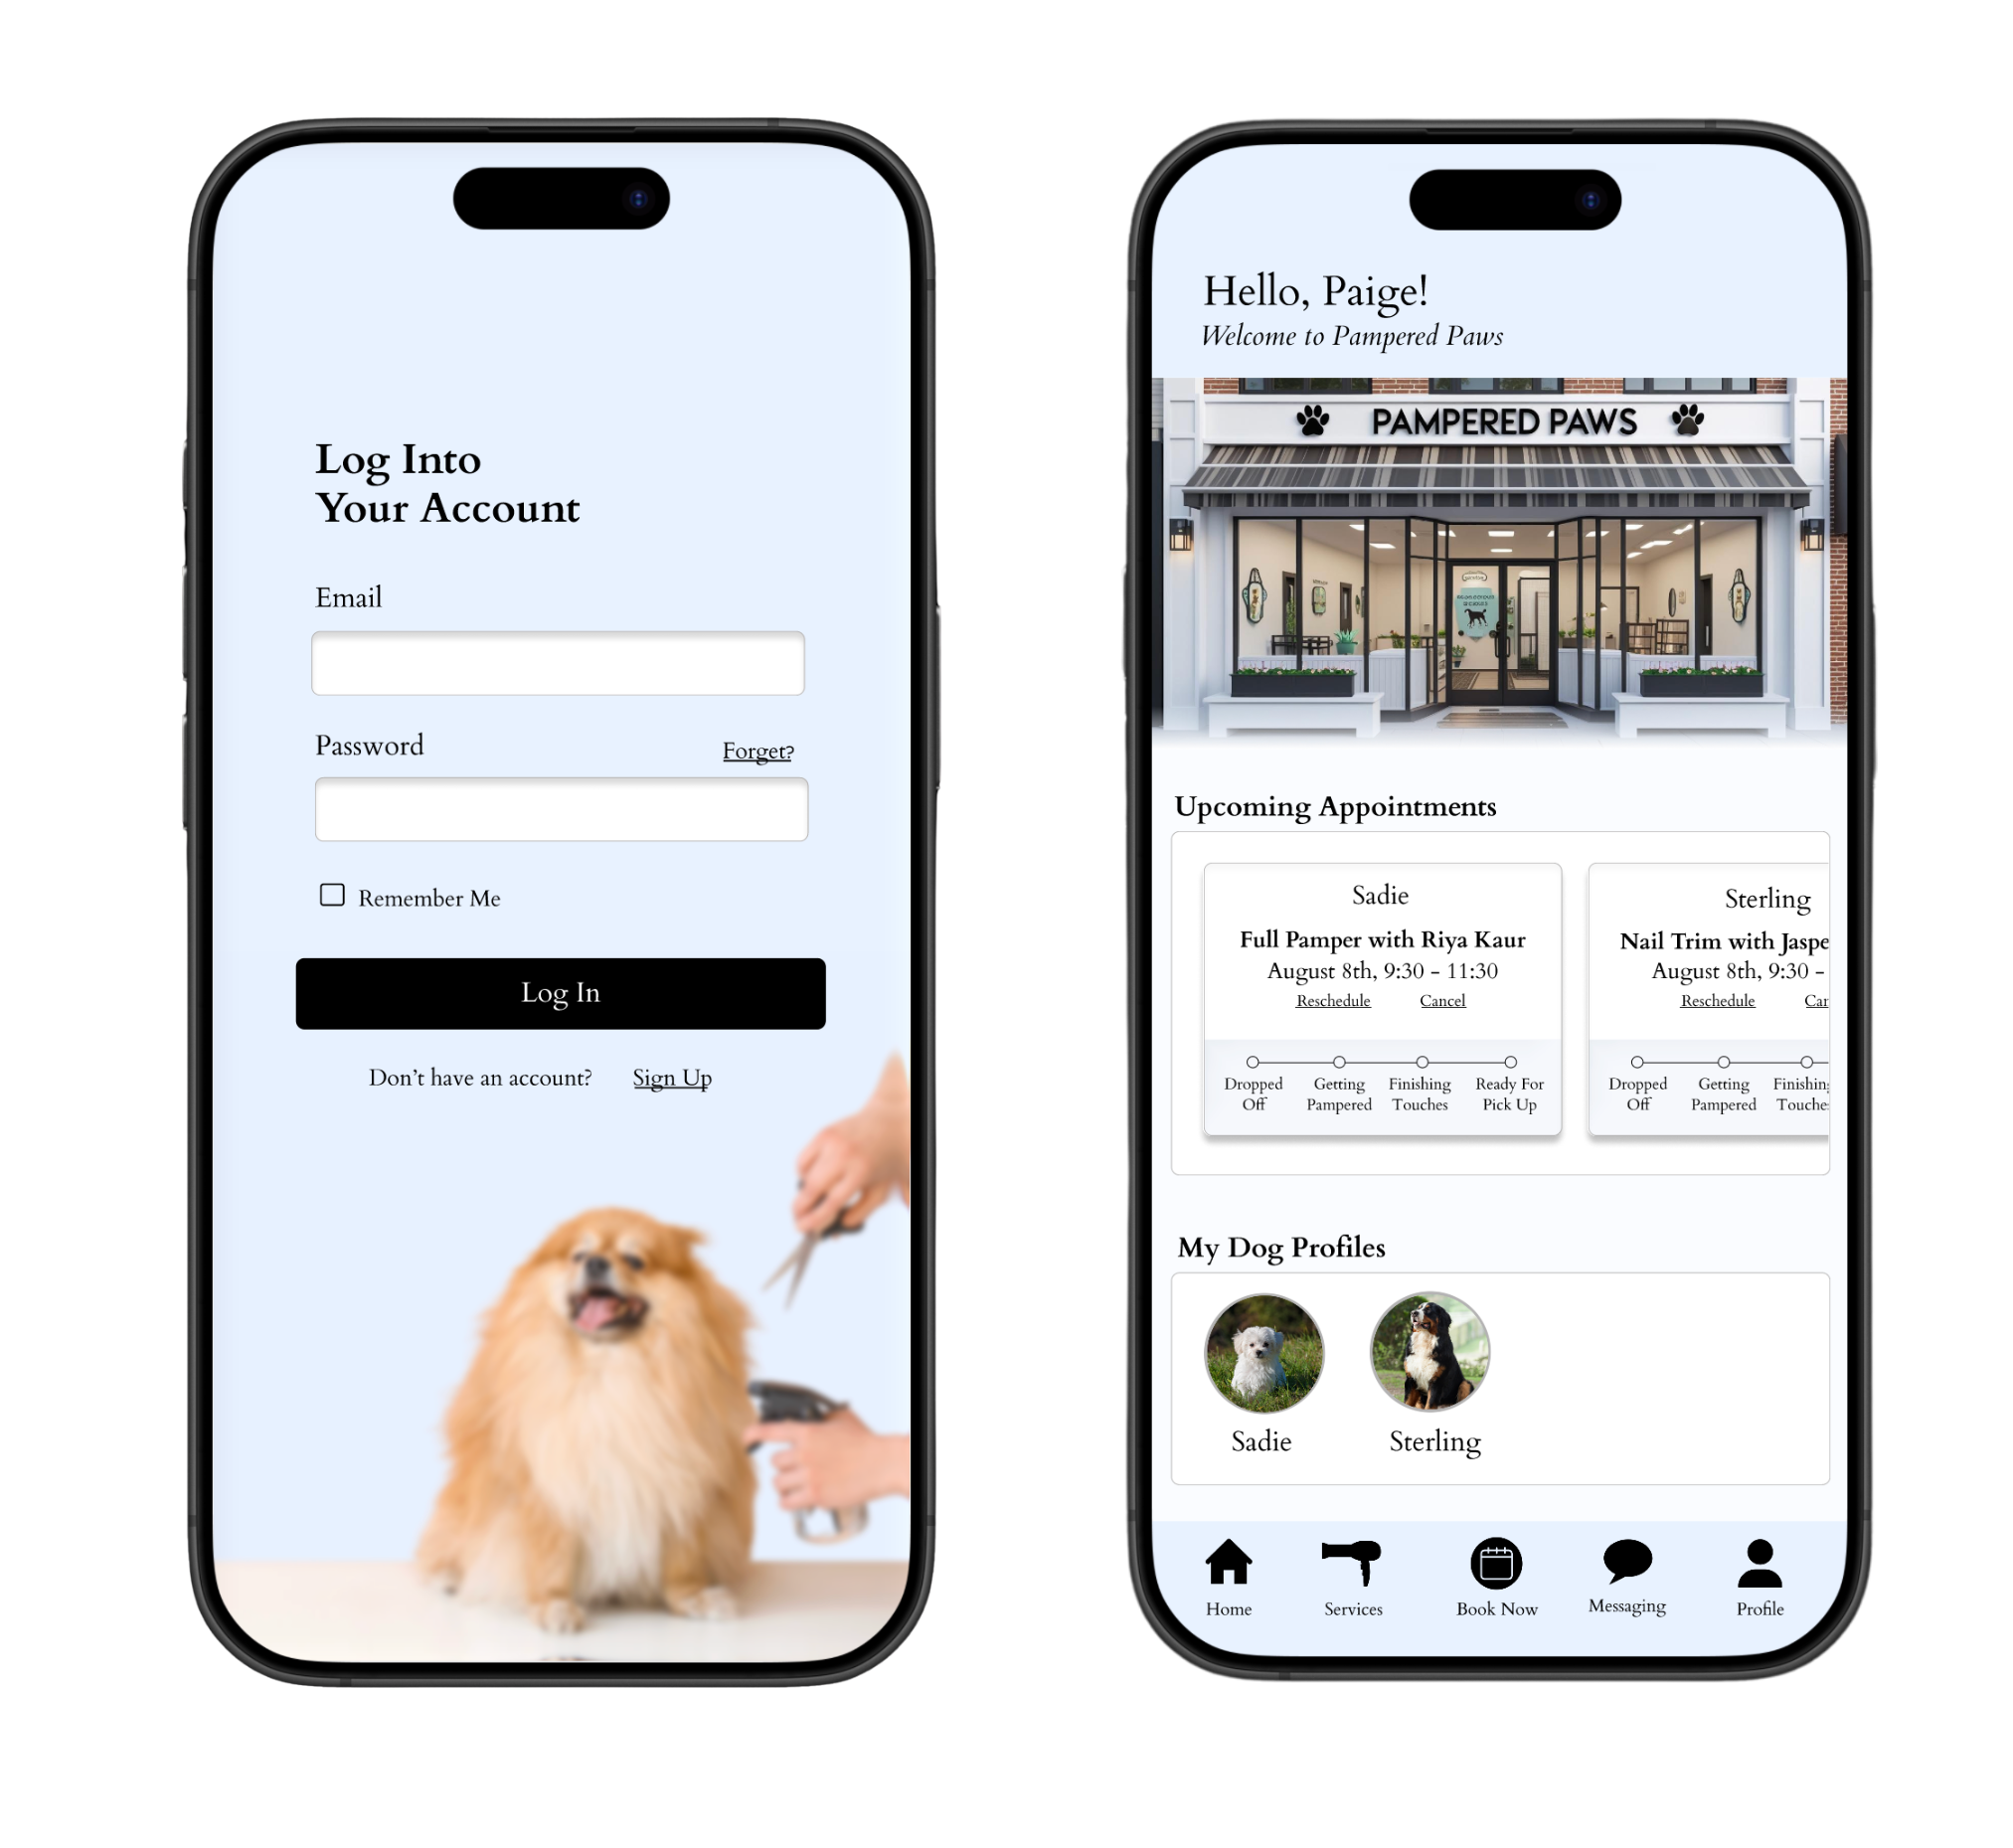 Log Into
Your Account
Email
Password
Forget?
Remember Me
Log In
Don't have an account? Sign Up
Hello, Paige!
Welcome to Pampered Paws
PAMPERED PAWS
Upcoming Appointments
Sadie
Full Pamper with Riya Kaur
August 8th, 9:30 - 11:30
Reschedule Cancel
Dropped Off
Getting Pampered
Finishing Touches
Ready For Pick Up
Sterling
Nail Trim with Jaspe
August 8th, 9:30 -
Reschedule Can
Dropped Off
Getting Pampered
Finishing Touche
My Dog Profiles
Sadie
Sterling
Home
Services
Book Now
Messaging
Profile